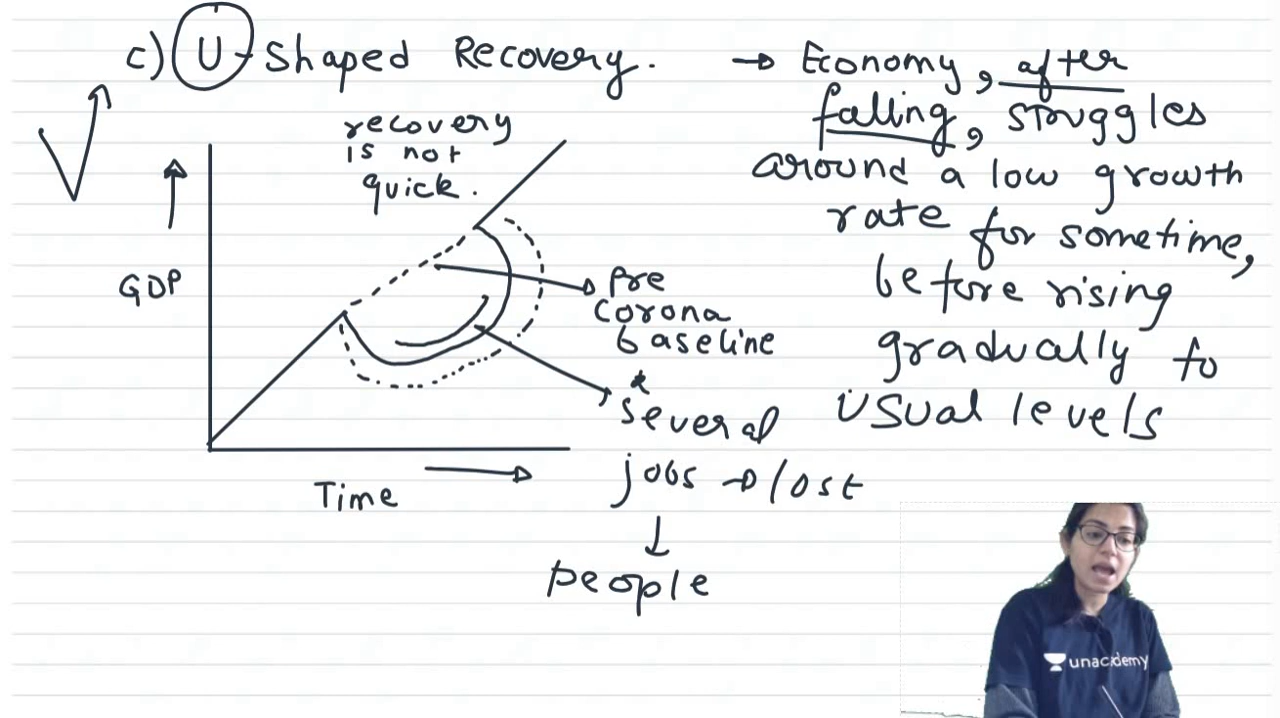 c) U - Shaped Recovery.
→ Economy, after
falling, struggles
around a low growth
rate for sometime,
before rising
gradually to
usual levels
recovery
is not
quick.
GDP
Pre
Corona
baseline
several
jobs → lost
↓
people
Time
unacademy